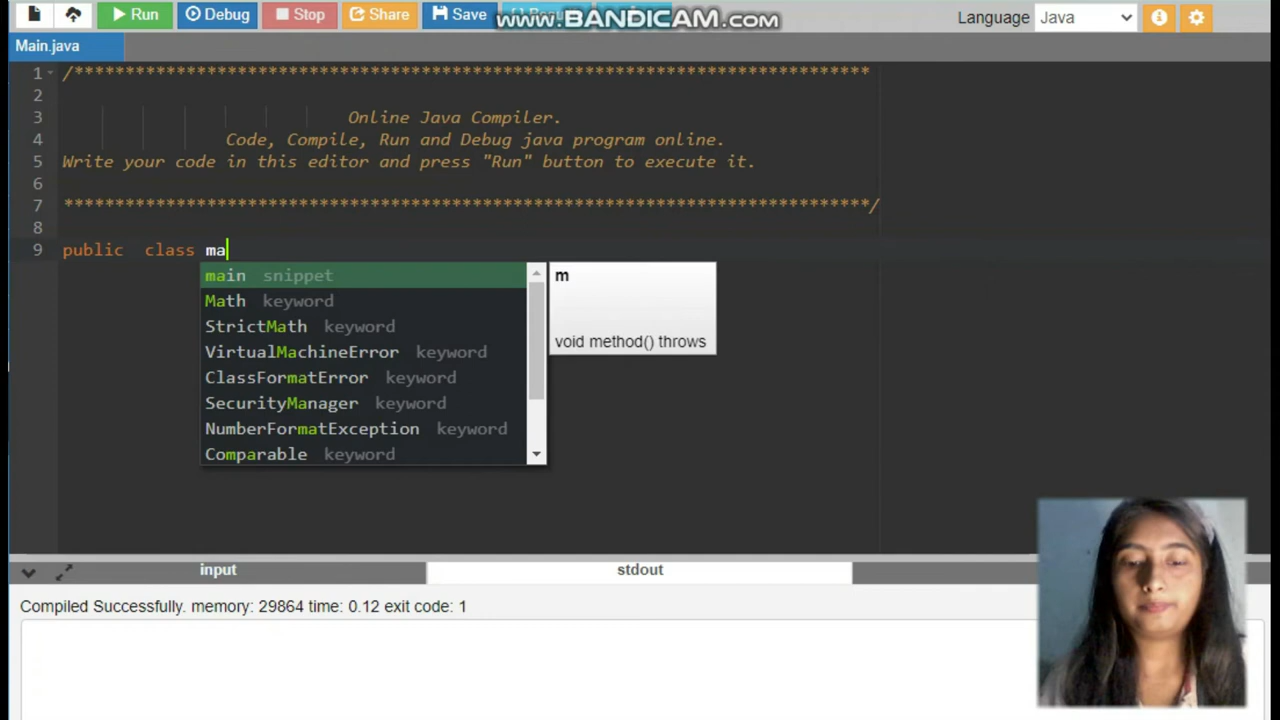 Run Debug Stop Share Save www.BANDICAM.com Language Java
Main.java
1 /******************************************************************************
2
3 Online Java Compiler.
4 Code, Compile, Run and Debug java program online.
5 Write your code in this editor and press "Run" button to execute it.
6
7 *******************************************************************************/
8
9 public class ma
main snippet
Math keyword
StrictMath keyword
VirtualMachineError keyword
ClassFormatError keyword
SecurityManager keyword
NumberFormatException keyword
Comparable keyword
m
void method() throws
input stdout
Compiled Successfully. memory: 29864 time: 0.12 exit code: 1